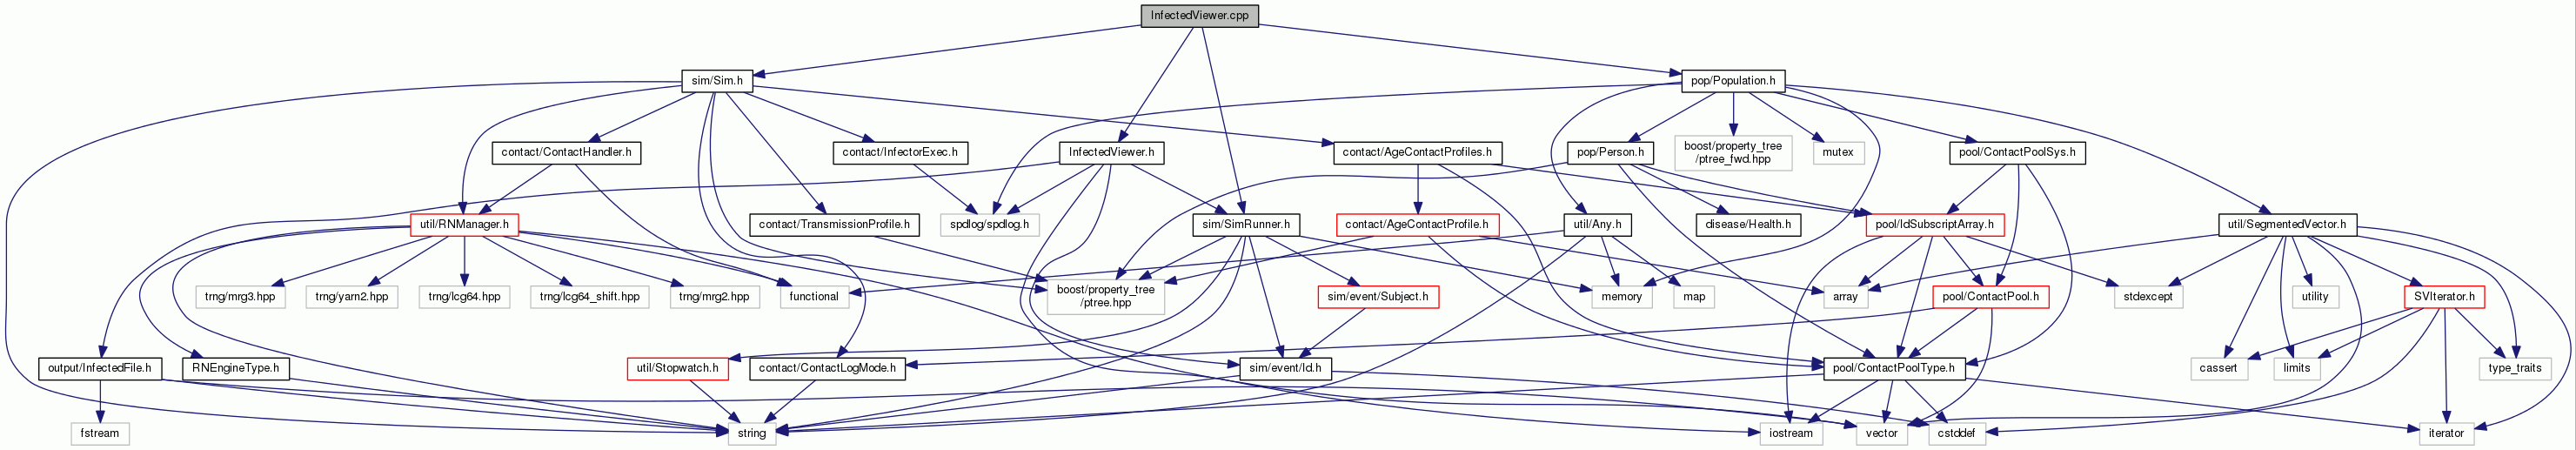 InfectedViewer.cpp
sim/Sim.h
pop/Population.h
contact/ContactHandler.h
contact/InfectorExec.h
InfectedViewer.h
contact/AgeContactProfiles.h
pop/Person.h
boost/property_tree
/ptree_fwd.hpp
mutex
pool/ContactPoolSys.h
util/RNManager.h
contact/TransmissionProfile.h
spdlog/spdlog.h
sim/SimRunner.h
contact/AgeContactProfile.h
util/Any.h
disease/Health.h
pool/IdSubscriptArray.h
util/SegmentedVector.h
trng/mrg3.hpp
trng/yarn2.hpp
trng/lcg64.hpp
trng/lcg64_shift.hpp
trng/mrg2.hpp
functional
boost/property_tree
/ptree.hpp
sim/event/Subject.h
memory
map
array
pool/ContactPool.h
stdexcept
utility
SVIterator.h
output/InfectedFile.h
RNEngineType.h
util/Stopwatch.h
contact/ContactLogMode.h
sim/event/Id.h
pool/ContactPoolType.h
cassert
limits
type_traits
fstream
string
iostream
vector
cstddef
iterator